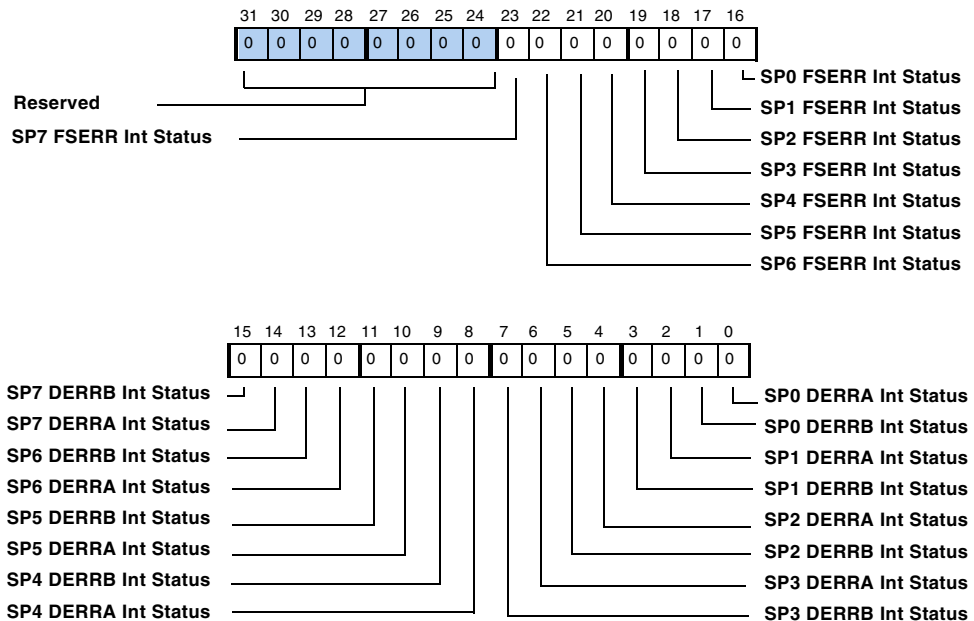 31 30 29 28 27 26 25 24 23 22 21 20 19 18 17 16
0 0 0 0 0 0 0 0 0 0 0 0 0 0 0 0
SP0 FSERR Int Status
Reserved
SP1 FSERR Int Status
SP7 FSERR Int Status
SP2 FSERR Int Status
SP3 FSERR Int Status
SP4 FSERR Int Status
SP5 FSERR Int Status
SP6 FSERR Int Status
15 14 13 12 11 10 9 8 7 6 5 4 3 2 1 0
0 0 0 0 0 0 0 0 0 0 0 0 0 0 0 0
SP7 DERRB Int Status
SP7 DERRA Int Status
SP6 DERRB Int Status
SP6 DERRA Int Status
SP5 DERRB Int Status
SP5 DERRA Int Status
SP4 DERRB Int Status
SP4 DERRA Int Status
SP0 DERRA Int Status
SP0 DERRB Int Status
SP1 DERRA Int Status
SP1 DERRB Int Status
SP2 DERRA Int Status
SP2 DERRB Int Status
SP3 DERRA Int Status
SP3 DERRB Int Status